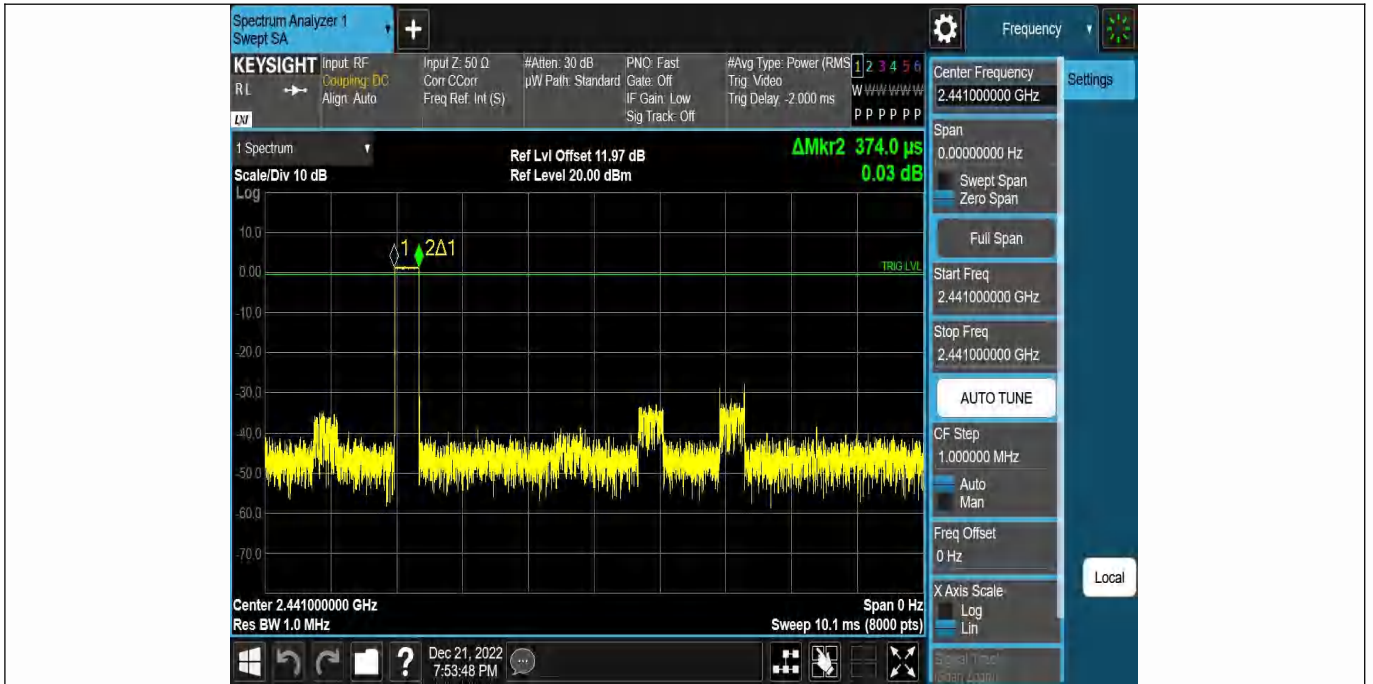 Spectrum Analyzer 1
Swept SA
+
Frequency
KEYSIGHT
R L
LXI
Input: RF
Coupling: DC
Align: Auto
Input Z: 50 Ω
Corr CCorr
Freq Ref: Int (S)
#Atten: 30 dB
µW Path: Standard
PNO: Fast
Gate: Off
IF Gain: Low
Sig Track: Off
#Avg Type: Power (RMS
Trig: Video
Trig Delay: -2.000 ms
1 2 3 4 5 6
W W W W W W
P P P P P P
1 Spectrum
Scale/Div 10 dB
Log
Ref Lvl Offset 11.97 dB
Ref Level 20.00 dBm
ΔMkr2 374.0 µs
0.03 dB
10.0
0.00
-10.0
-20.0
-30.0
-40.0
-50.0
-60.0
-70.0
1
2Δ1
TRIG LVL
Center 2.441000000 GHz
Res BW 1.0 MHz
Span 0 Hz
Sweep 10.1 ms (8000 pts)
Center Frequency
2.441000000 GHz
Settings
Span
0.00000000 Hz
Swept Span
Zero Span
Full Span
Start Freq
2.441000000 GHz
Stop Freq
2.441000000 GHz
AUTO TUNE
CF Step
1.000000 MHz
Auto
Man
Freq Offset
0 Hz
X Axis Scale
Log
Lin
Local
Signal Track
(Span Zoom)
?
Dec 21, 2022
7:53:48 PM